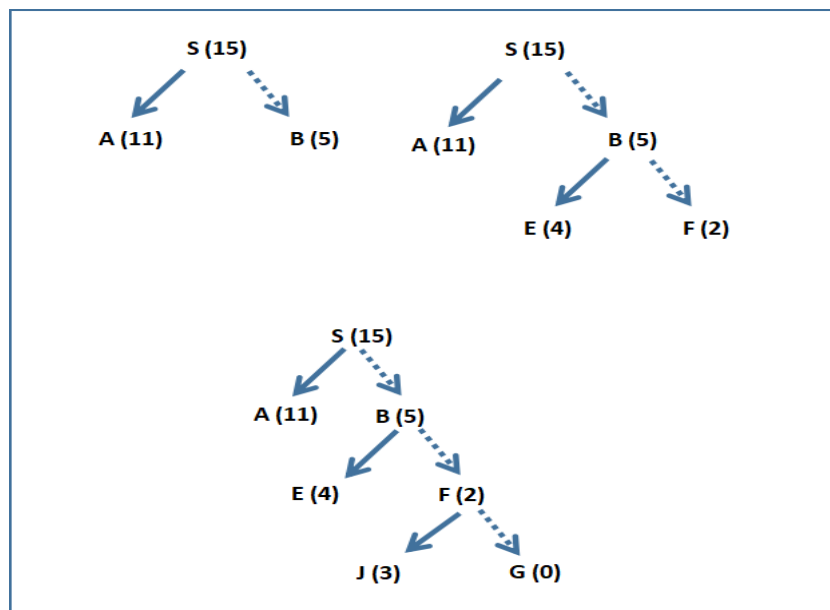 S (15)
A (11) B (5)
S (15)
A (11) B (5)
E (4) F (2)
S (15)
A (11) B (5)
E (4) F (2)
J (3) G (0)